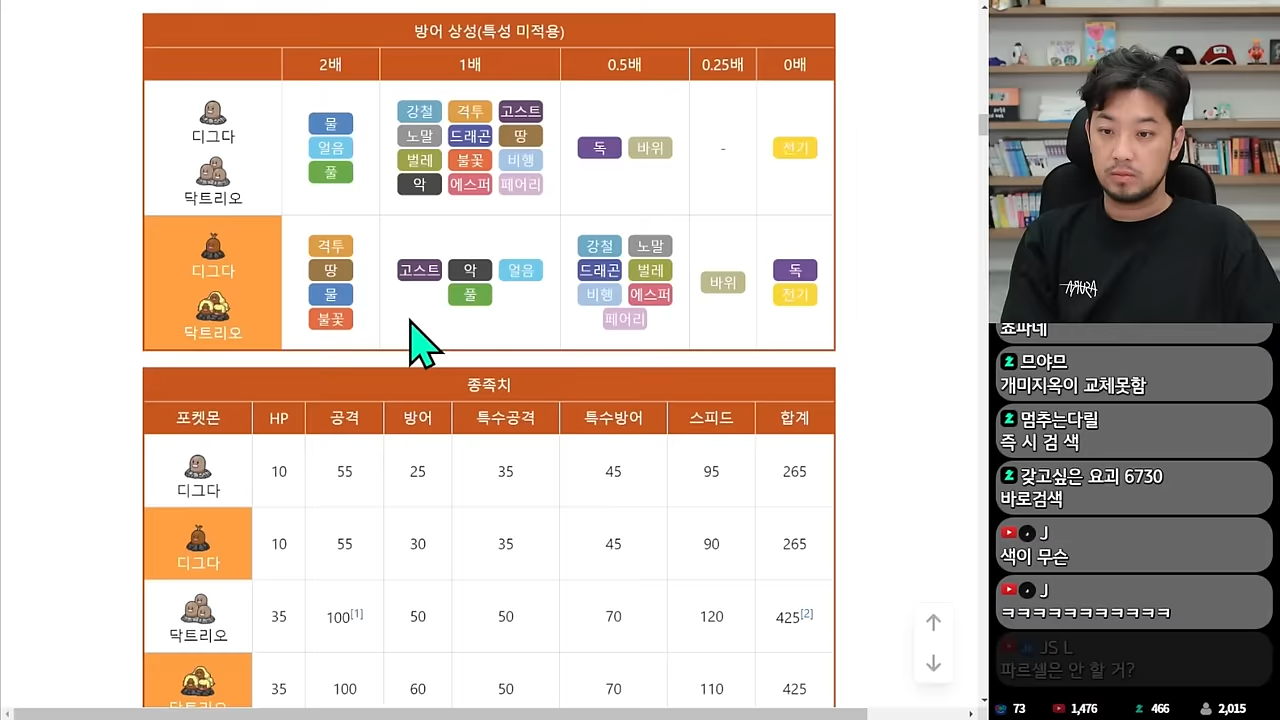 방어 상성(특성 미적용)
2배 1배 0.5배 0.25배 0배
디그다
닥트리오
물
얼음
풀
강철 격투 고스트
노말 드래곤 땅
벌레 불꽃 비행
악 에스퍼 페어리
독 바위
-
전기
디그다
닥트리오
격투
땅
물
불꽃
고스트 악 얼음
풀
강철 노말
드래곤 벌레
비행 에스퍼
페어리
바위
독
전기
종족치
포켓몬 HP 공격 방어 특수공격 특수방어 스피드 합계
디그다 10 55 25 35 45 95 265
디그다 10 55 30 35 45 90 265
닥트리오 35 100[1] 50 50 70 120 425[2]
닥트리오 35 100 60 50 70 110 425
죠파네
므야므
개미지옥이 교체못함
멈추는다릴
즉 시 검 색
갖고싶은 요괴 6730
바로검색
J
색이 무슨
J
ㅋㅋㅋㅋㅋㅋㅋㅋㅋㅋㅋ
JS L
파르셀은 안 할 거?
73 1,476 466 2,015